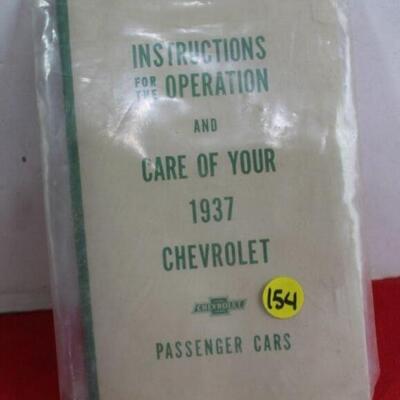 INSTRUCTIONS
FOR THE OPERATION
AND
CARE OF YOUR
1937
CHEVROLET
CHEVROLET
154
PASSENGER CARS